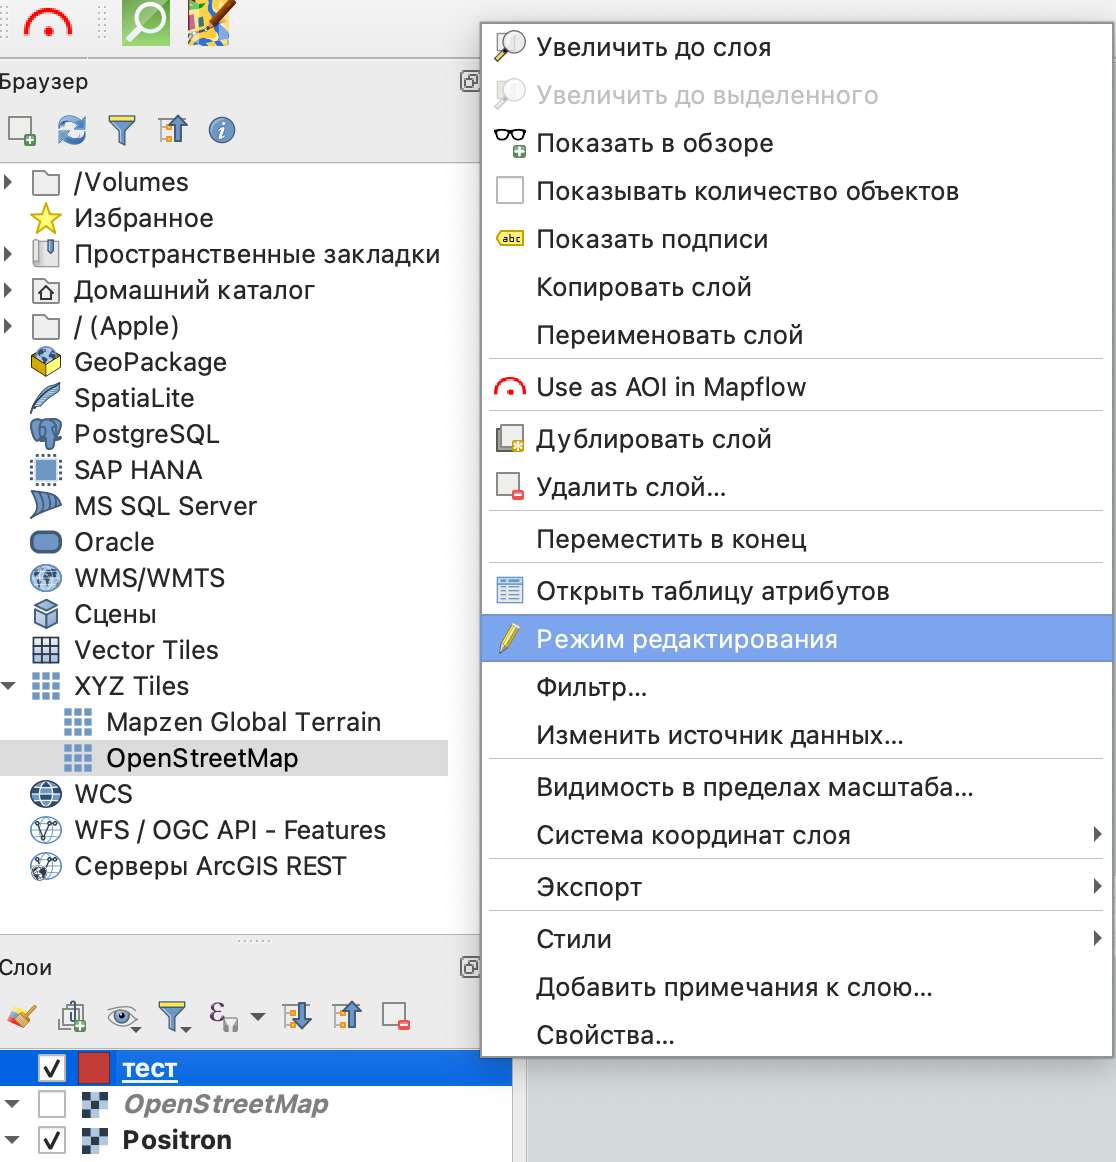 Браузер
/Volumes
Избранное
Пространственные закладки
Домашний каталог
/ (Apple)
GeoPackage
SpatiaLite
PostgreSQL
SAP HANA
MS SQL Server
Oracle
WMS/WMTS
Сцены
Vector Tiles
XYZ Tiles
Mapzen Global Terrain
OpenStreetMap
WCS
WFS / OGC API - Features
Серверы ArcGIS REST
Слои
тест
OpenStreetMap
Positron
Увеличить до слоя
Увеличить до выделенного
Показать в обзоре
Показывать количество объектов
abc Показать подписи
Копировать слой
Переименовать слой
Use as AOI in Mapflow
Дублировать слой
Удалить слой...
Переместить в конец
Открыть таблицу атрибутов
Режим редактирования
Фильтр...
Изменить источник данных...
Видимость в пределах масштаба...
Система координат слоя
Экспорт
Стили
Добавить примечания к слою...
Свойства...